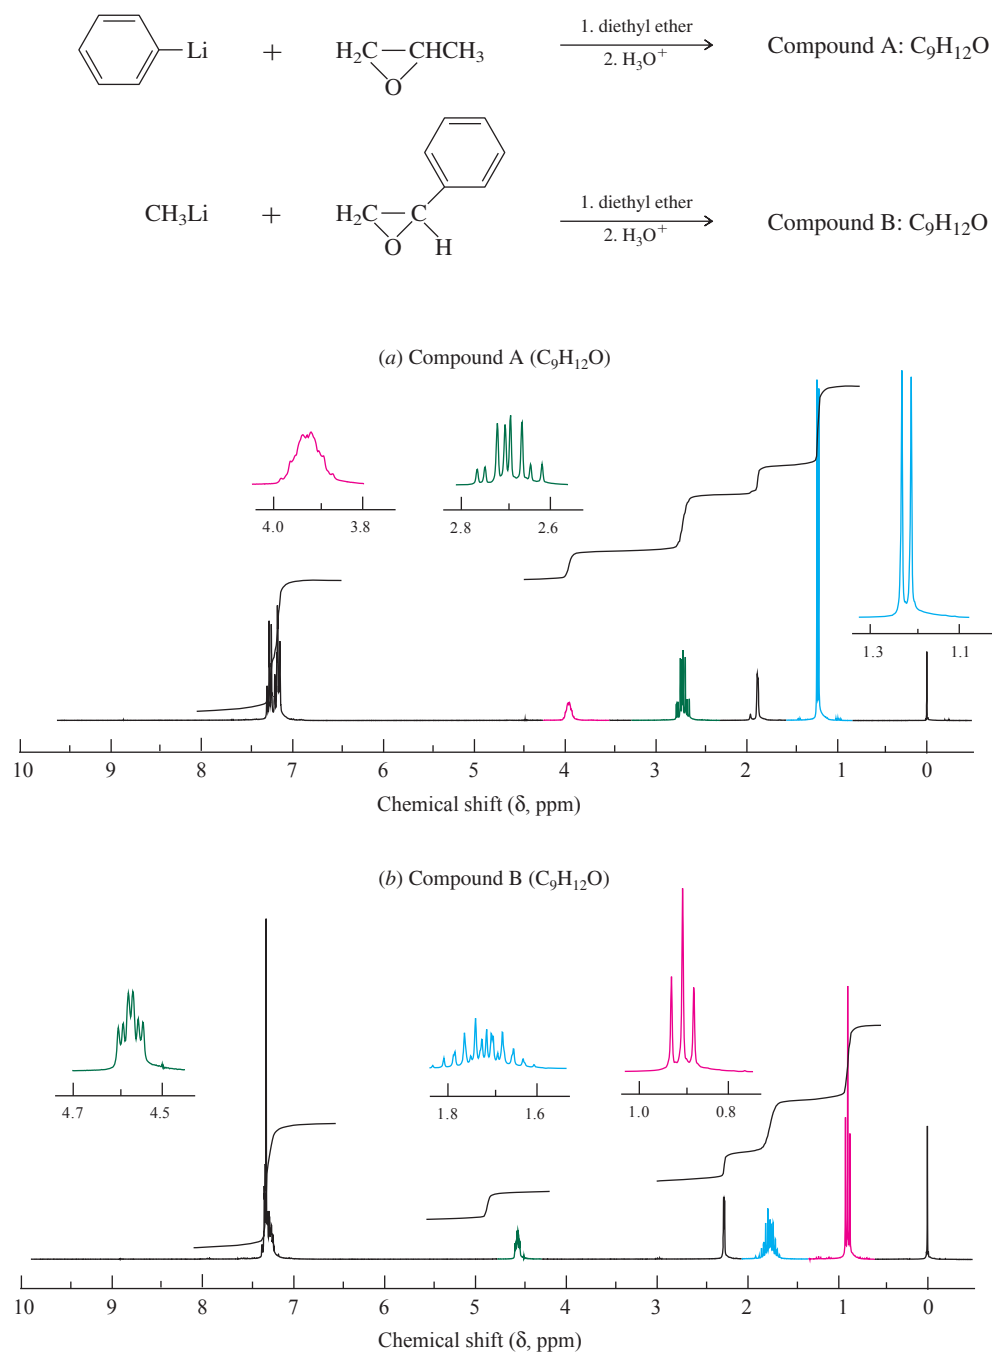 Li + H₂C CHCH₃ 1. diethyl ether Compound A: C₉H₁₂O
O 2. H₃O⁺
CH₃Li + H₂C C 1. diethyl ether Compound B: C₉H₁₂O
O H 2. H₃O⁺
(a) Compound A (C₉H₁₂O)
4.0 3.8 2.8 2.6
1.3 1.1
10 9 8 7 6 5 4 3 2 1 0
Chemical shift (δ, ppm)
(b) Compound B (C₉H₁₂O)
4.7 4.5 1.8 1.6 1.0 0.8
10 9 8 7 6 5 4 3 2 1 0
Chemical shift (δ, ppm)